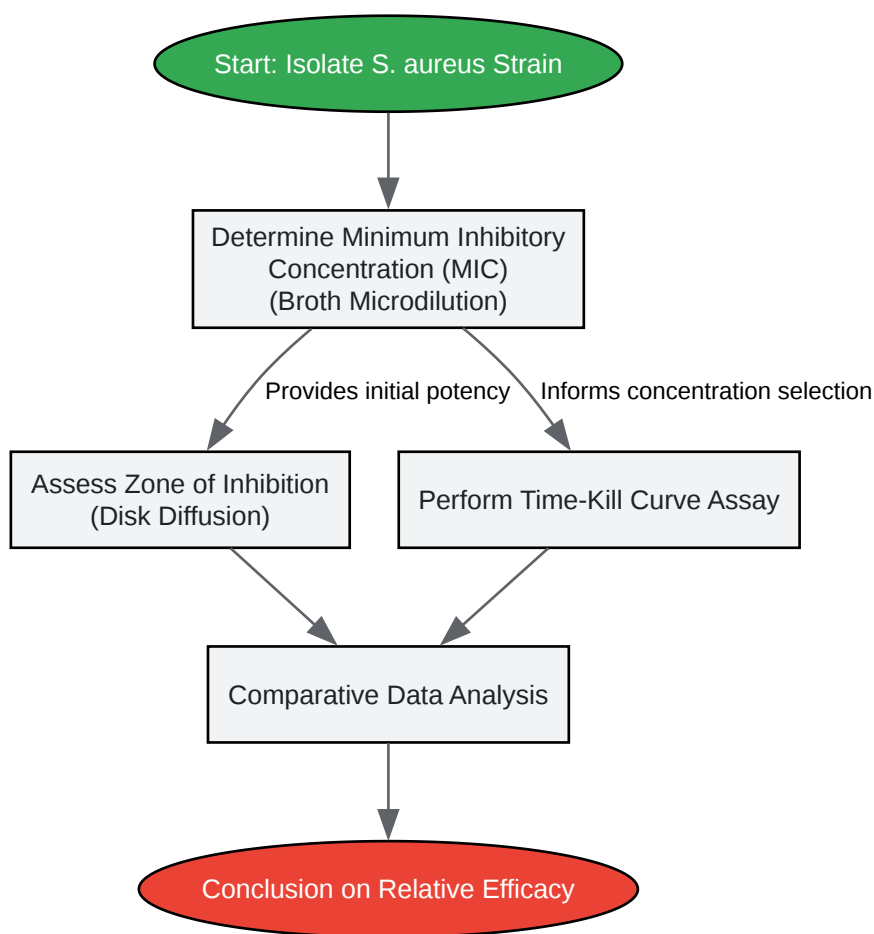 Start: Isolate S. aureus Strain
Determine Minimum Inhibitory
Concentration (MIC)
(Broth Microdilution)
Provides initial potency
Informs concentration selection
Assess Zone of Inhibition
(Disk Diffusion)
Perform Time-Kill Curve Assay
Comparative Data Analysis
Conclusion on Relative Efficacy